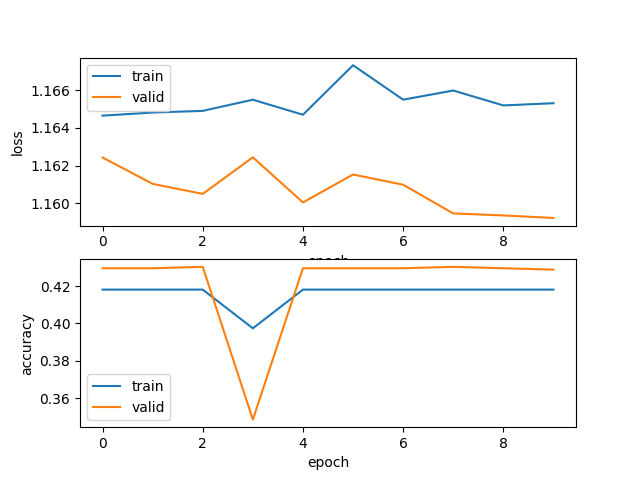 train
valid
loss
1.166
1.164
1.162
1.160
0 2 4 6 8
epoch
accuracy
0.42
0.40
0.38
0.36
train
valid
0 2 4 6 8
epoch